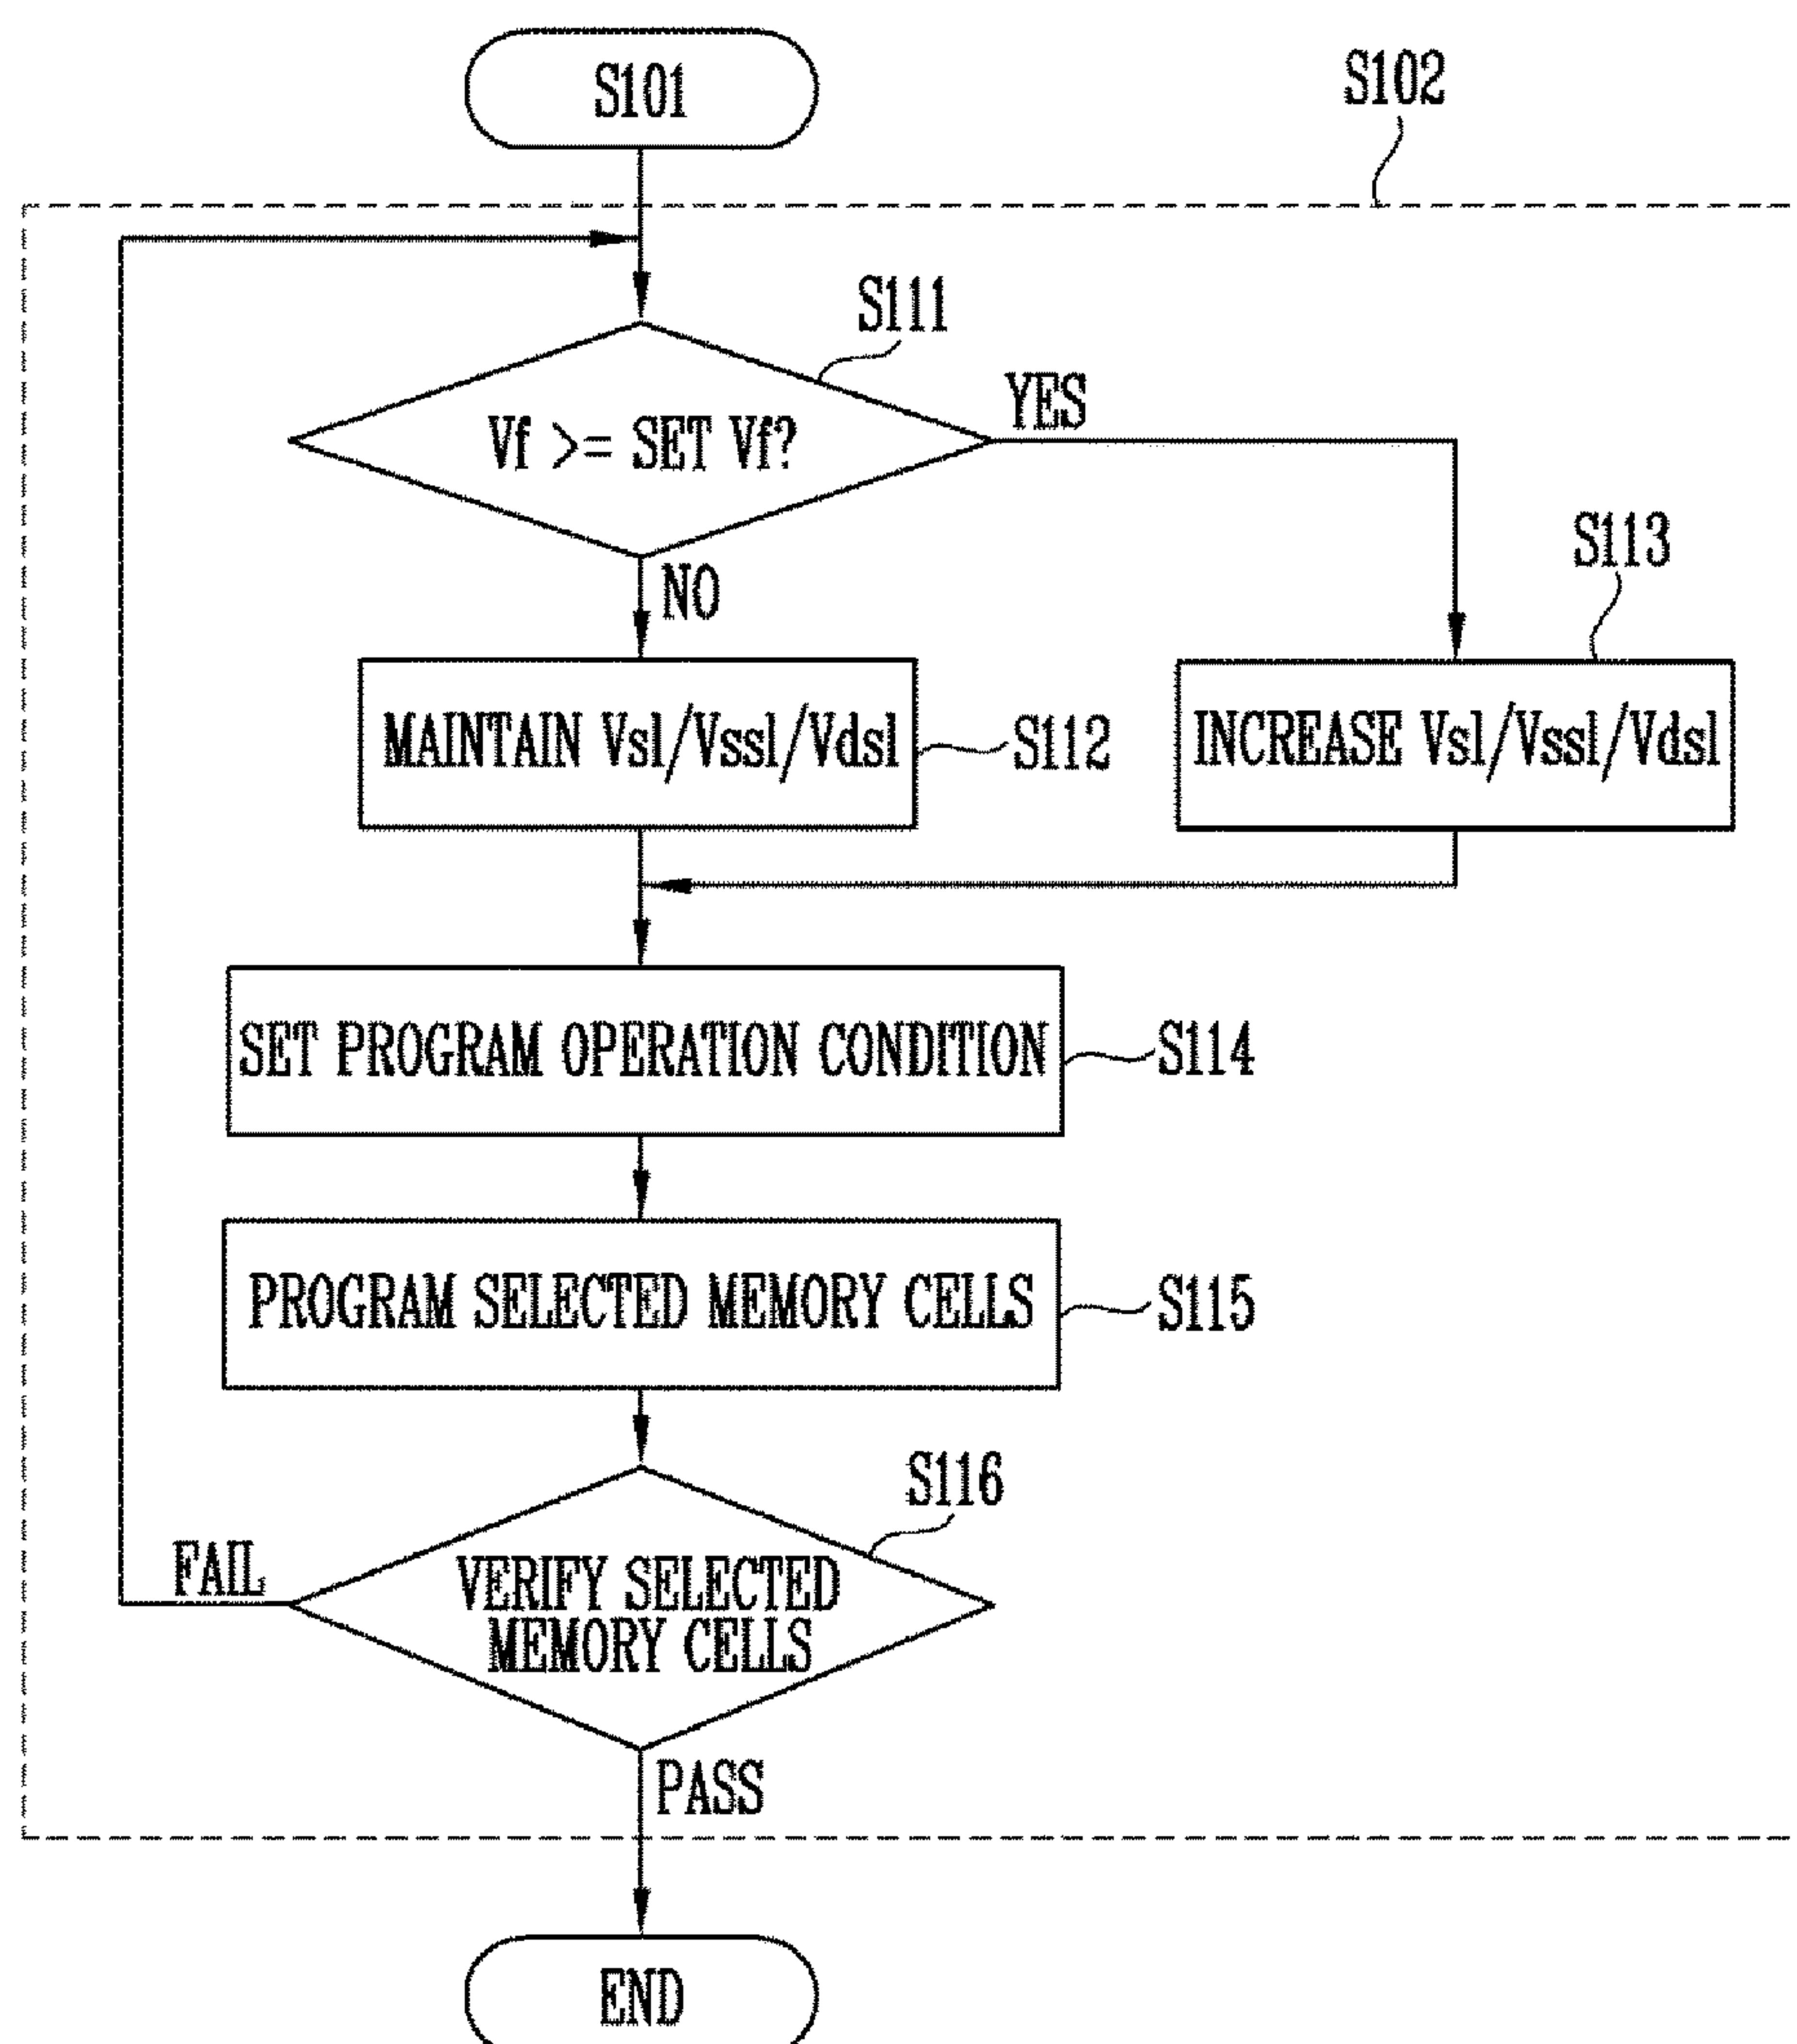 S101
S102
S111
Vf >= SET Vf?
YES
NO
S113
MAINTAIN Vsl/Vssl/Vdsl
S112
INCREASE Vsl/Vssl/Vdsl
SET PROGRAM OPERATION CONDITION
S114
PROGRAM SELECTED MEMORY CELLS
S115
S116
VERIFY SELECTED
MEMORY CELLS
FAIL
PASS
END